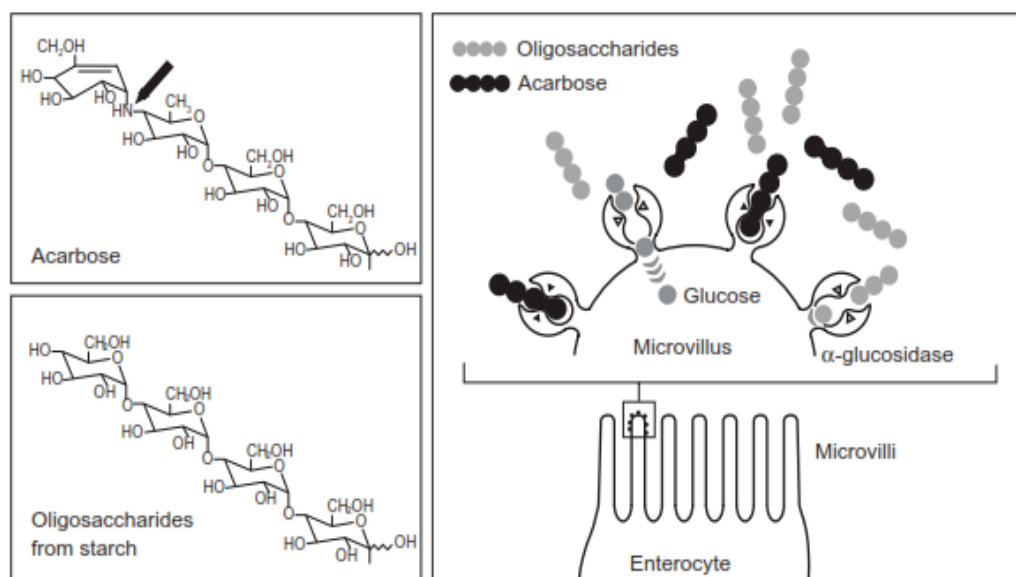 CH₂OH
HO
HO
HO
HN
CH₃
O
HO
OH
O
CH₂OH
O
HO
OH
O
CH₂OH
O
HO
HO
OH
Acarbose
CH₂OH
HO
O
HO
OH
O
CH₂OH
O
HO
OH
O
CH₂OH
O
HO
OH
O
CH₂OH
O
HO
OH
OH
Oligosaccharides
from starch
Oligosaccharides
Acarbose
Glucose
Microvillus
α-glucosidase
Microvilli
Enterocyte